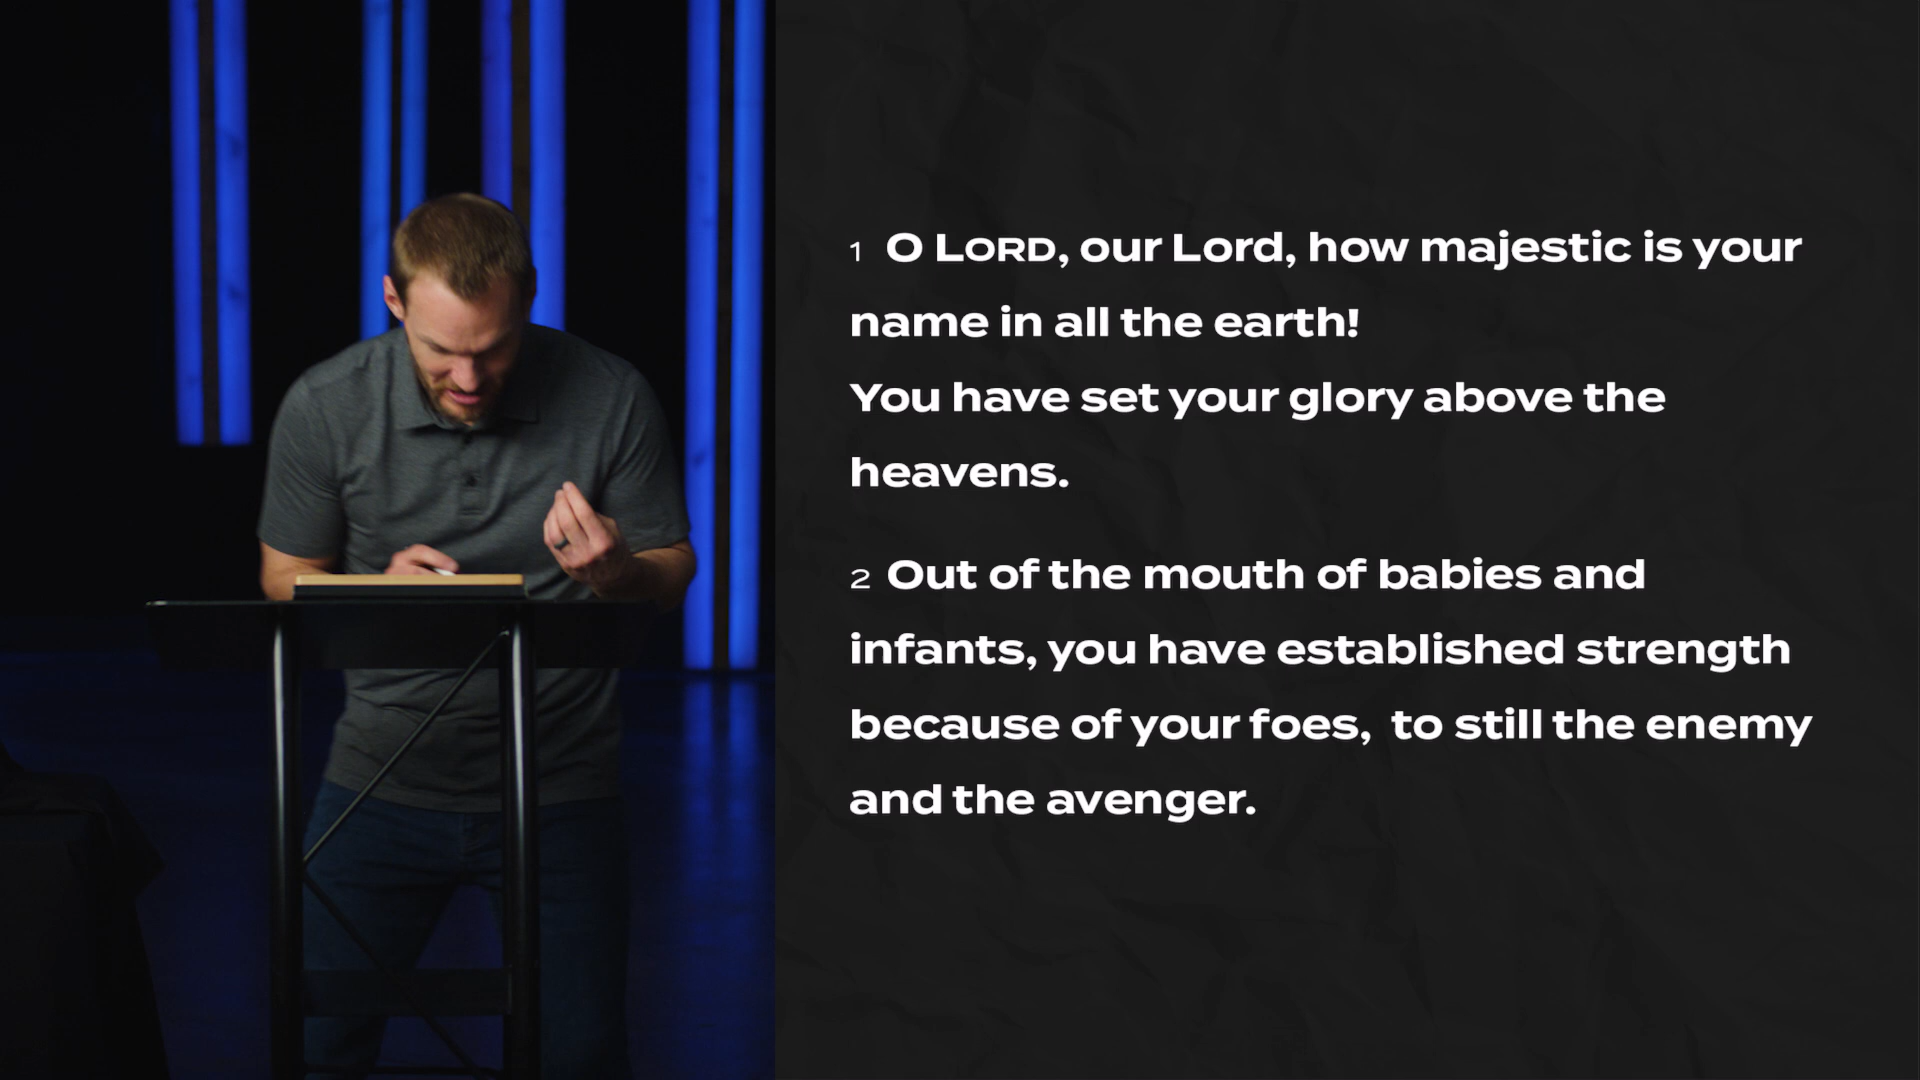 1 O LORD, our Lord, how majestic is your
name in all the earth!
You have set your glory above the
heavens.
2 Out of the mouth of babies and
infants, you have established strength
because of your foes, to still the enemy
and the avenger.